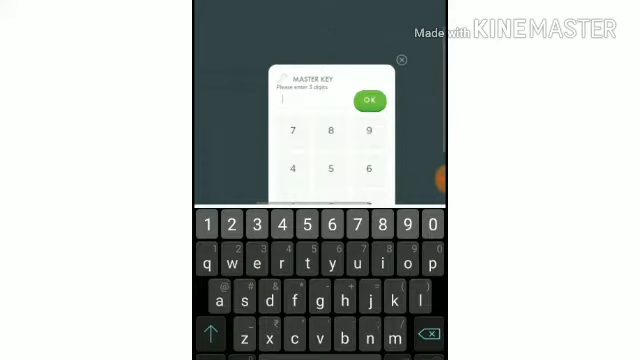 Made with KINEMASTER
MASTER KEY
Please enter 3 digits
OK
7 8 9
4 5 6
1 2 3 4 5 6 7 8 9 0
q w e r t y u i o p
a s d f g h j k l
z x c v b n m